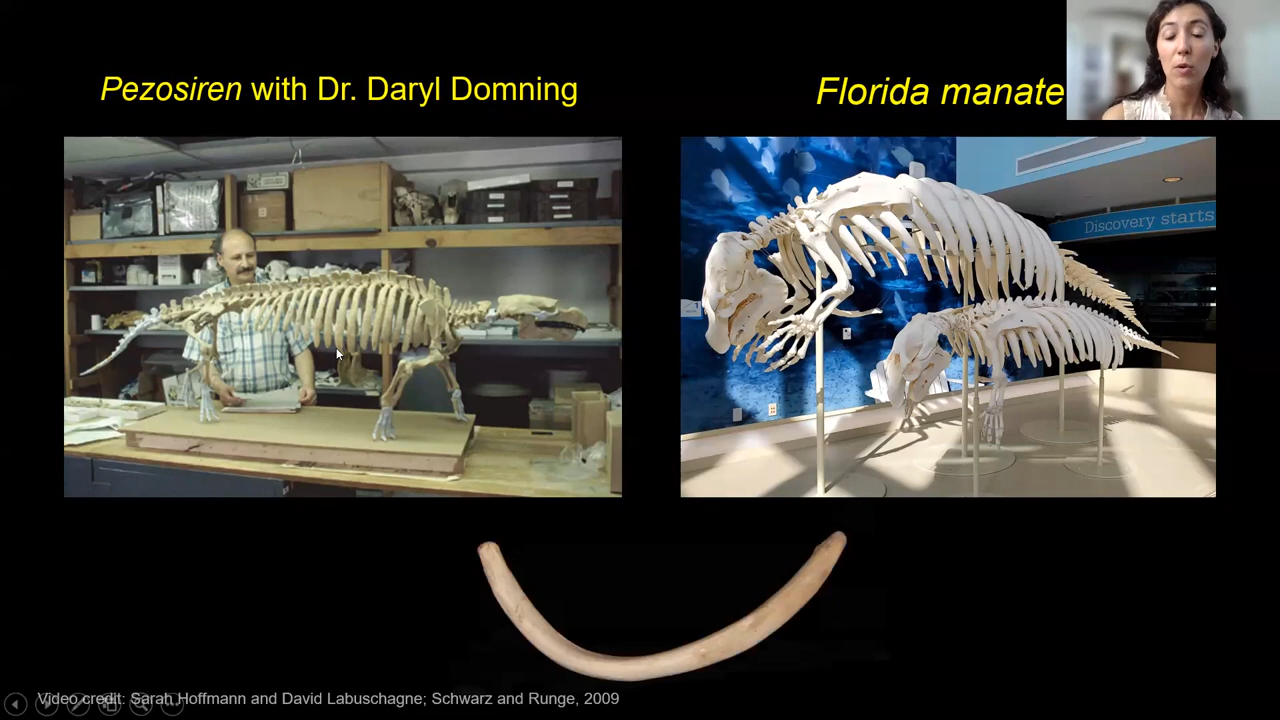 Pezosiren with Dr. Daryl Domning
Florida manate
Discovery starts
Video credit: Sarah Hoffmann and David Labuschagne; Schwarz and Runge, 2009